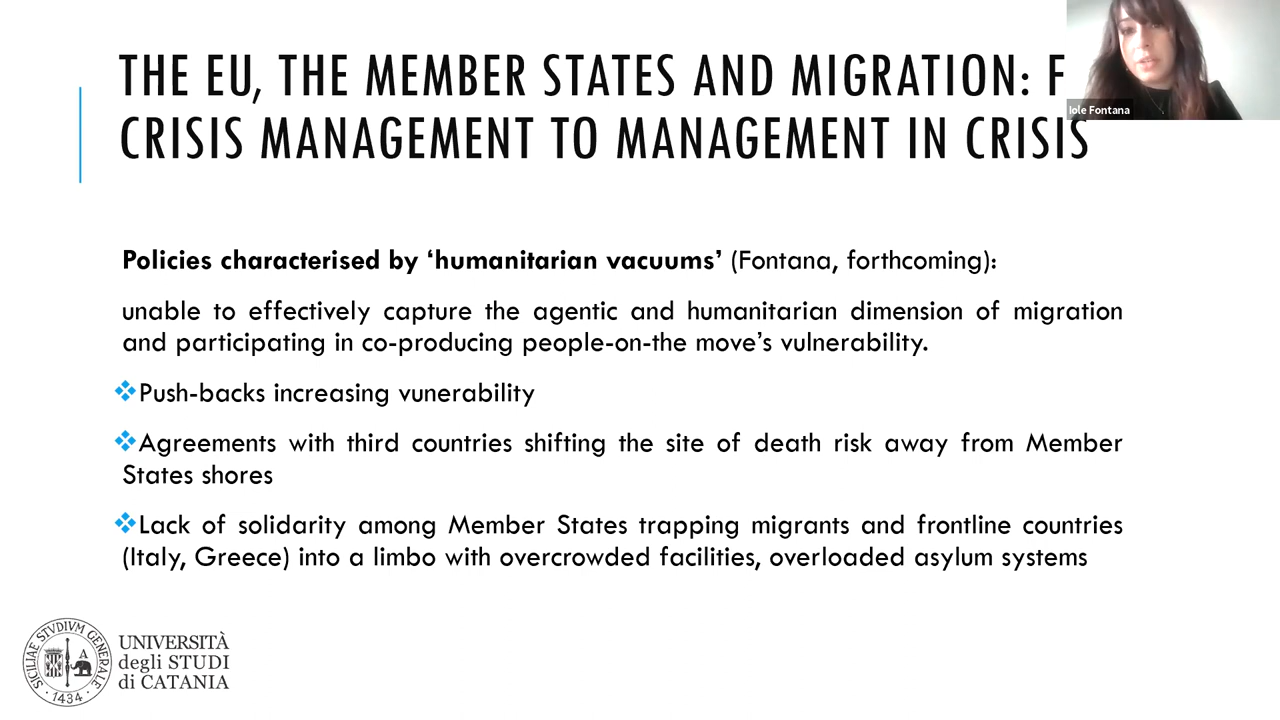 THE EU, THE MEMBER STATES AND MIGRATION: F
CRISIS MANAGEMENT TO MANAGEMENT IN CRISIS
Iole Fontana
Policies characterised by ‘humanitarian vacuums’ (Fontana, forthcoming):
unable to effectively capture the agentic and humanitarian dimension of migration
and participating in co-producing people-on-the move’s vulnerability.
❖Push-backs increasing vunerability
❖Agreements with third countries shifting the site of death risk away from Member
States shores
❖Lack of solidarity among Member States trapping migrants and frontline countries
(Italy, Greece) into a limbo with overcrowded facilities, overloaded asylum systems
SICILIAE STVDIVM GENERALE
· 1434 ·
UNIVERSITÀ
degli STUDI
di CATANIA